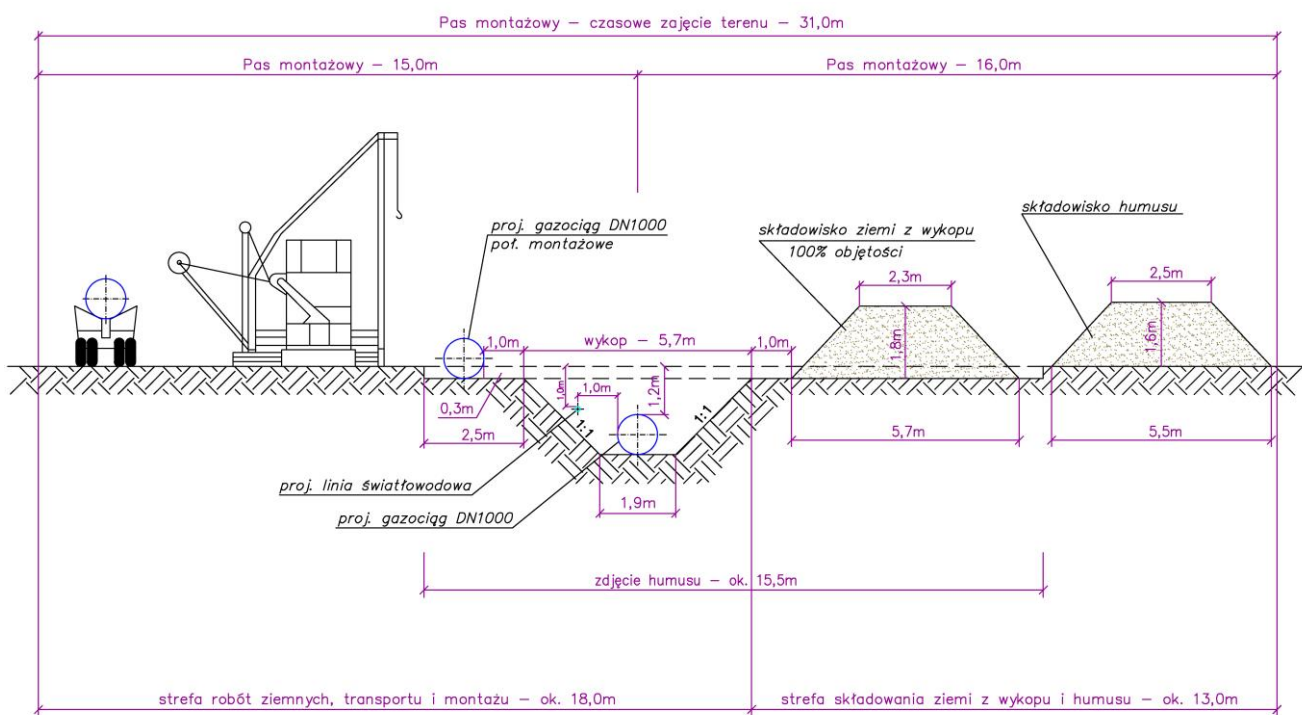 Pas montażowy – czasowe zajęcie terenu – 31,0m
Pas montażowy – 15,0m
Pas montażowy – 16,0m
proj. gazociąg DN1000
poł. montażowe
składowisko ziemi z wykopu
100% objętości
składowisko humusu
2,3m
2,5m
1,0m
wykop – 5,7m
1,0m
1,8m
1,6m
1,0m
1,0m
1,2m
0,3m
1:1
1:1
2,5m
5,7m
5,5m
proj. linia światłowodowa
1,9m
proj. gazociąg DN1000
zdjęcie humusu – ok. 15,5m
strefa robót ziemnych, transportu i montażu – ok. 18,0m
strefa składowania ziemi z wykopu i humusu – ok. 13,0m